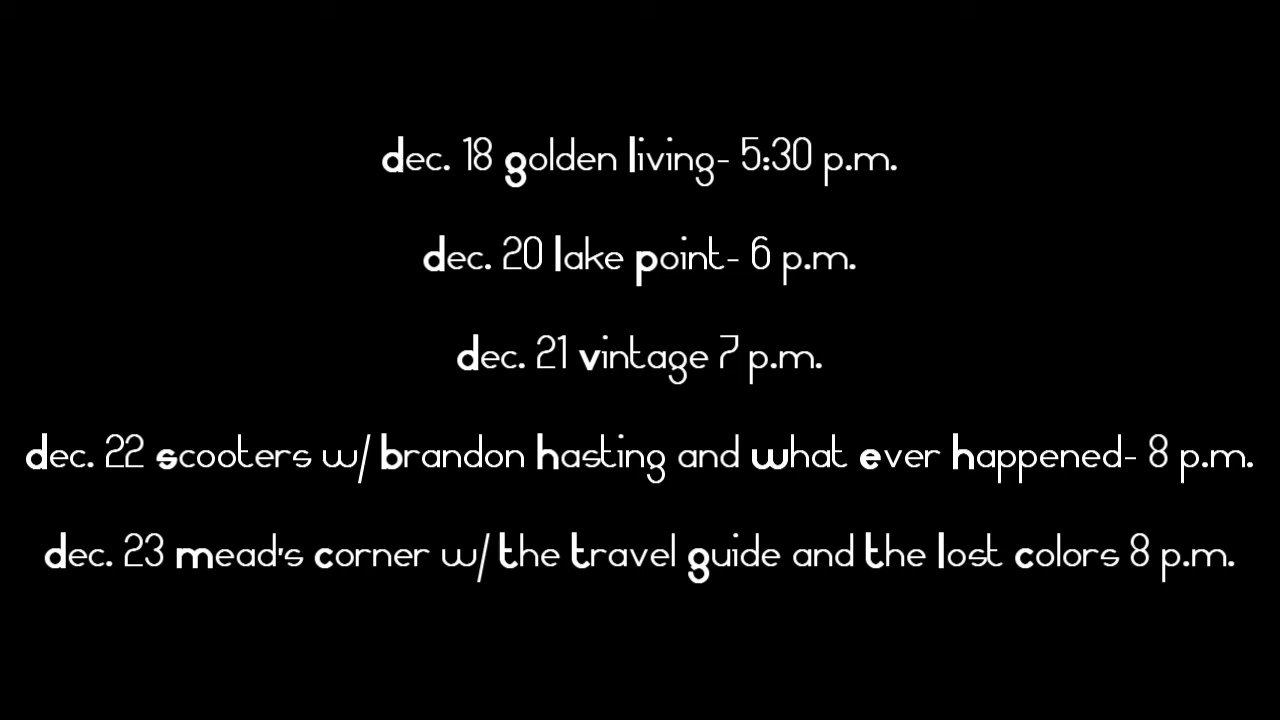 Dec. 18 Golden Living- 5:30 p.m.
Dec. 20 Lake Point- 6 p.m.
Dec. 21 Vintage 7 p.m.
Dec. 22 Scooters w/ Brandon Hasting and What Ever Happened- 8 p.m.
Dec. 23 Mead's Corner w/ The Travel Guide and The Lost Colors 8 p.m.